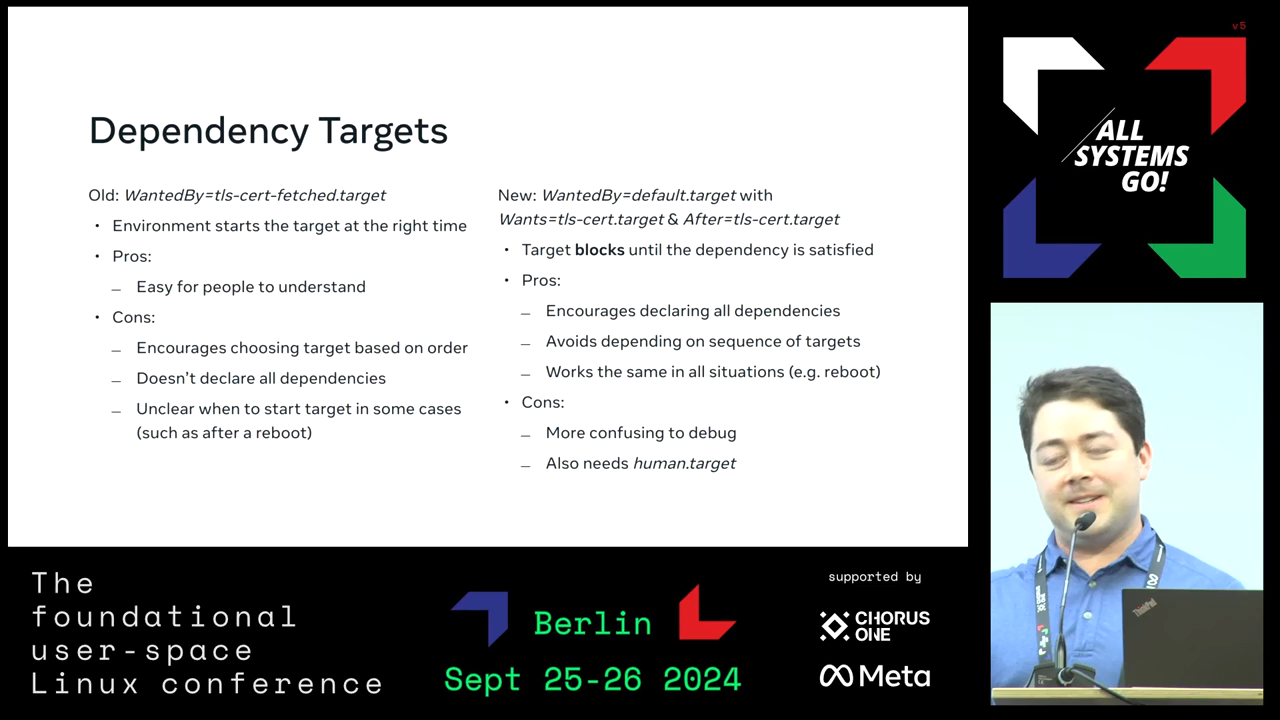 Dependency Targets
Old: WantedBy=tls-cert-fetched.target
• Environment starts the target at the right time
• Pros:
– Easy for people to understand
• Cons:
– Encourages choosing target based on order
– Doesn't declare all dependencies
– Unclear when to start target in some cases
(such as after a reboot)
New: WantedBy=default.target with
Wants=tls-cert.target & After=tls-cert.target
• Target blocks until the dependency is satisfied
• Pros:
– Encourages declaring all dependencies
– Avoids depending on sequence of targets
– Works the same in all situations (e.g. reboot)
• Cons:
– More confusing to debug
– Also needs human.target
v5
ALL
SYSTEMS
GO!
ThinkPad
The
foundational
user-space
Linux conference
Berlin
Sept 25-26 2024
supported by
CHORUS
ONE
Meta